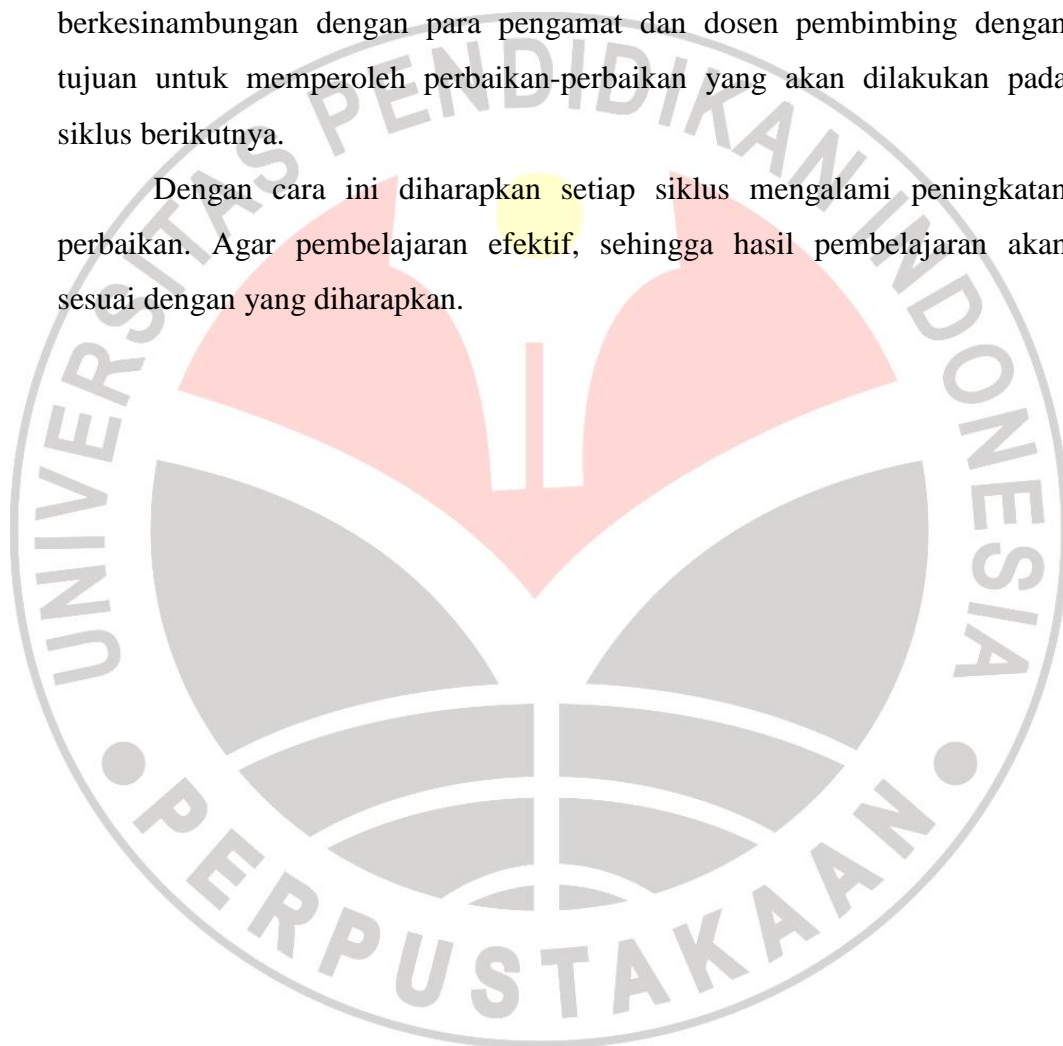 berkesinambungan dengan para pengamat dan dosen pembimbing dengan
tujuan untuk memperoleh perbaikan-perbaikan yang akan dilakukan pada
siklus berikutnya.
Dengan cara ini diharapkan setiap siklus mengalami peningkatan
perbaikan. Agar pembelajaran efektif, sehingga hasil pembelajaran akan
sesuai dengan yang diharapkan.
UNIVERSITAS PENDIDIKAN INDONESIA
PERPUSTAKAAN